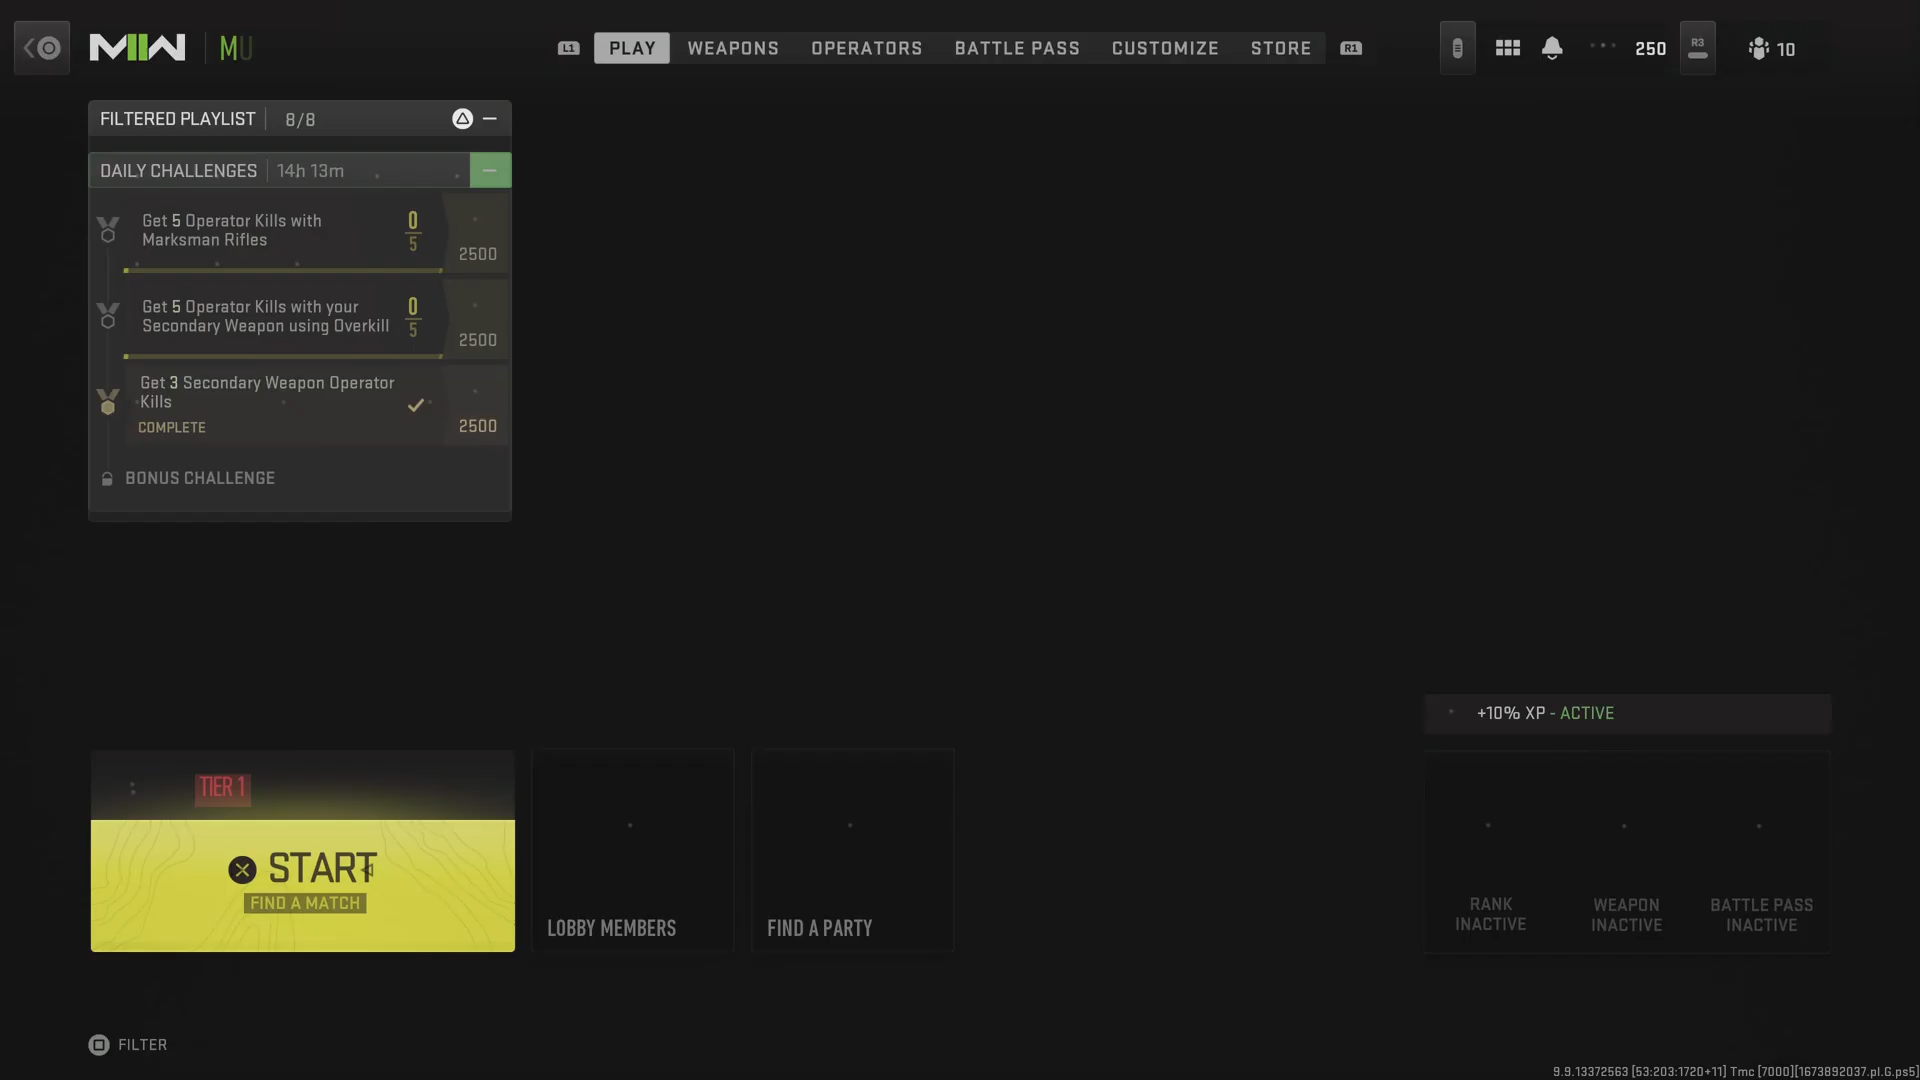 MWII MU
L1 PLAY WEAPONS OPERATORS BATTLE PASS CUSTOMIZE STORE R1
250 R3 10
FILTERED PLAYLIST 8/8
DAILY CHALLENGES 14h 13m
Get 5 Operator Kills with
Marksman Rifles
0
5
2500
Get 5 Operator Kills with your
Secondary Weapon using Overkill
0
5
2500
Get 3 Secondary Weapon Operator
Kills
COMPLETE
2500
BONUS CHALLENGE
+10% XP - ACTIVE
TIER 1
START
FIND A MATCH
LOBBY MEMBERS
FIND A PARTY
RANK
INACTIVE
WEAPON
INACTIVE
BATTLE PASS
INACTIVE
FILTER
9.9.13372563 [53:203:1720+11] Tmc [7000][1673892037.pl.G.ps5]